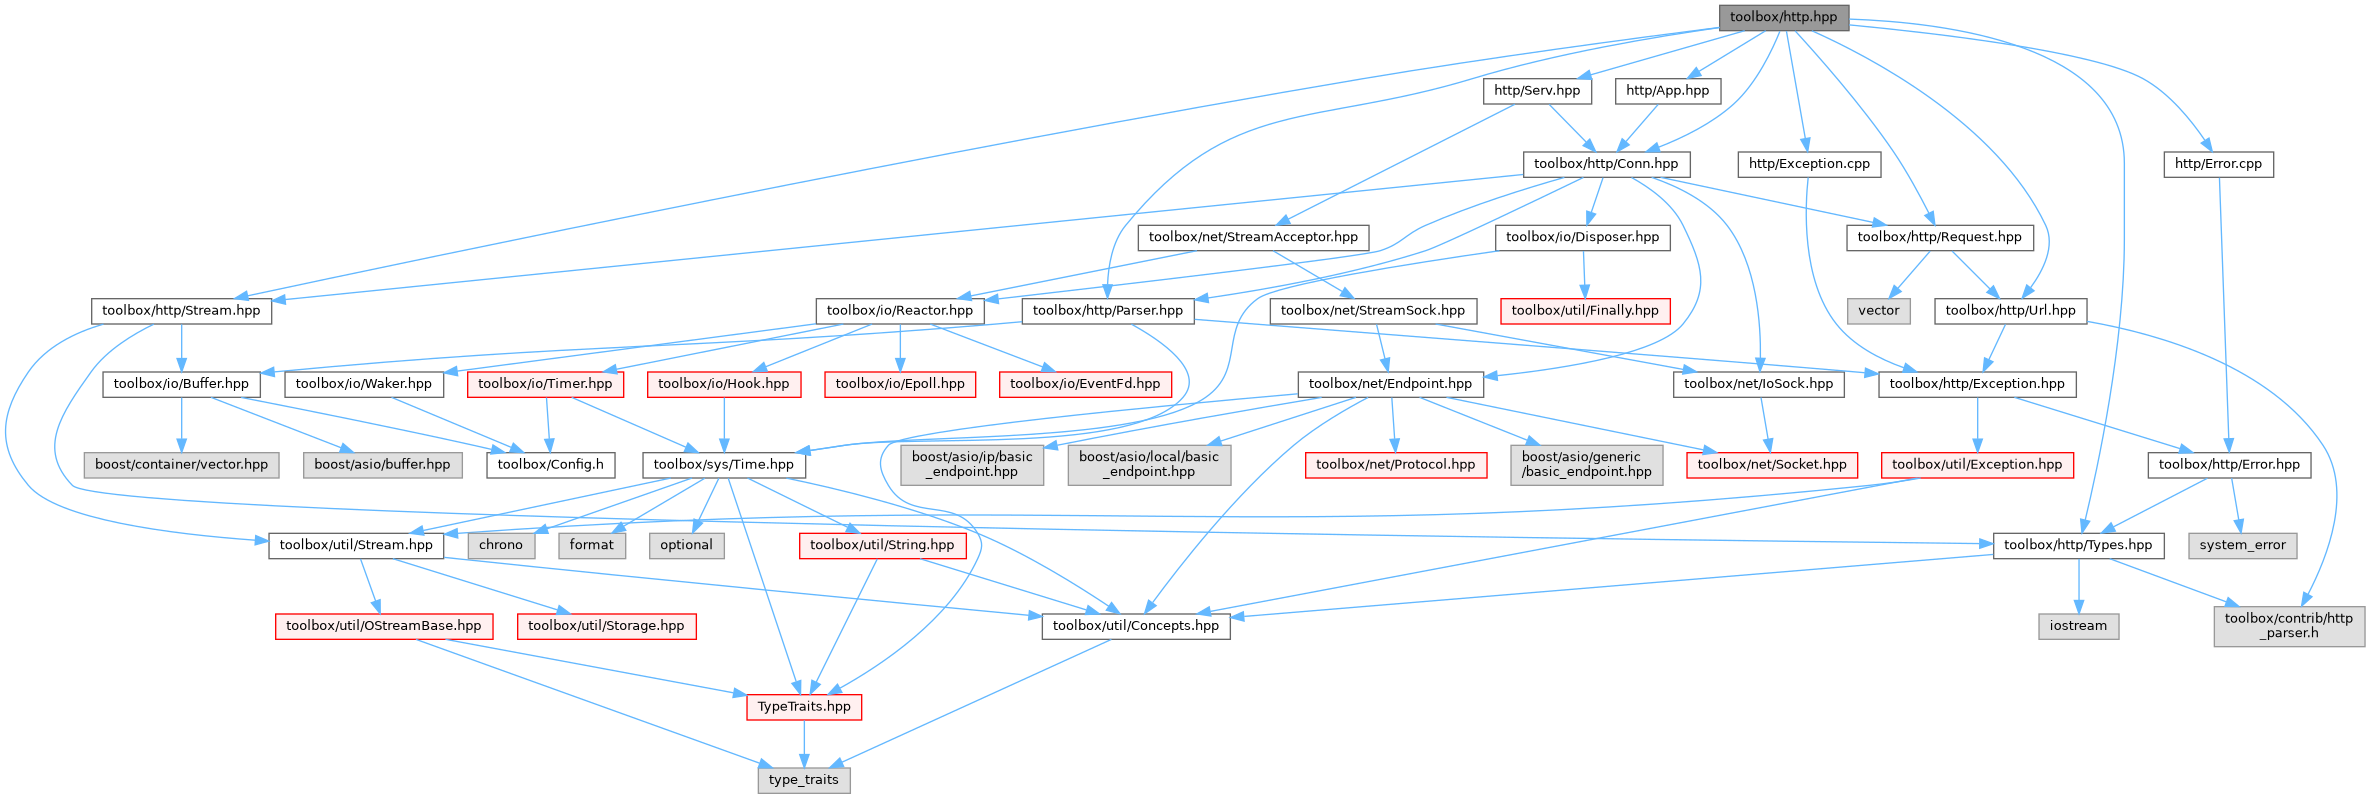 toolbox/http.hpp
http/Serv.hpp
http/App.hpp
toolbox/http/Conn.hpp
http/Exception.cpp
http/Error.cpp
toolbox/net/StreamAcceptor.hpp
toolbox/io/Disposer.hpp
toolbox/http/Request.hpp
toolbox/http/Stream.hpp
toolbox/io/Reactor.hpp
toolbox/http/Parser.hpp
toolbox/net/StreamSock.hpp
toolbox/util/Finally.hpp
vector
toolbox/http/Url.hpp
toolbox/io/Buffer.hpp
toolbox/io/Waker.hpp
toolbox/io/Timer.hpp
toolbox/io/Hook.hpp
toolbox/io/Epoll.hpp
toolbox/io/EventFd.hpp
toolbox/net/Endpoint.hpp
toolbox/net/IoSock.hpp
toolbox/http/Exception.hpp
boost/container/vector.hpp
boost/asio/buffer.hpp
toolbox/Config.h
toolbox/sys/Time.hpp
boost/asio/ip/basic
_endpoint.hpp
boost/asio/local/basic
_endpoint.hpp
toolbox/net/Protocol.hpp
boost/asio/generic
/basic_endpoint.hpp
toolbox/net/Socket.hpp
toolbox/util/Exception.hpp
toolbox/http/Error.hpp
toolbox/util/Stream.hpp
chrono
format
optional
toolbox/util/String.hpp
toolbox/http/Types.hpp
system_error
toolbox/util/OStreamBase.hpp
toolbox/util/Storage.hpp
toolbox/util/Concepts.hpp
iostream
toolbox/contrib/http
_parser.h
TypeTraits.hpp
type_traits